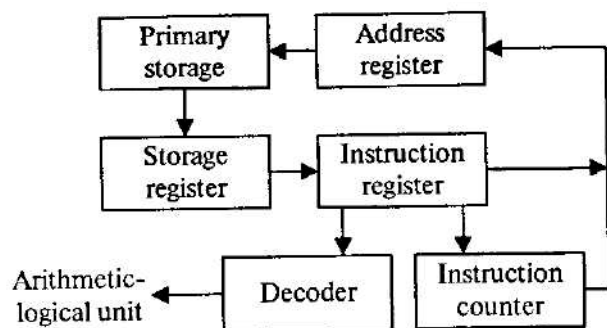 Primary
storage
Address
register
Storage
register
Instruction
register
Arithmetic-
logical unit
Decoder
Instruction
counter